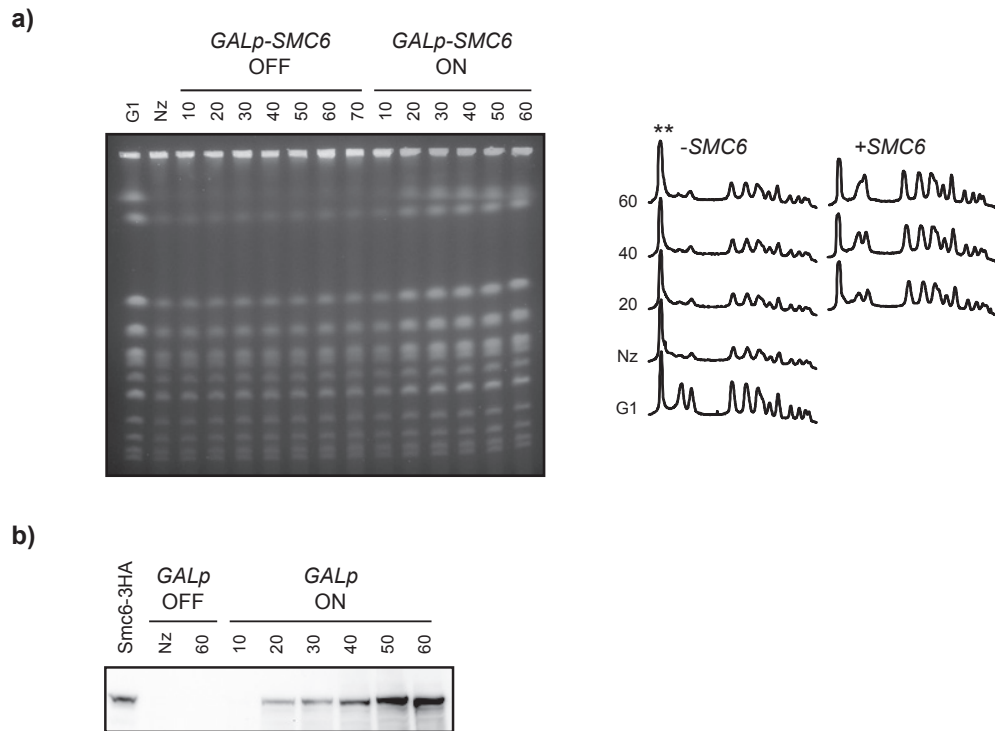 a)
GALp-SMC6 GALp-SMC6
OFF ON
G1 Nz 10 20 30 40 50 60 70 10 20 30 40 50 60
** -SMC6 +SMC6
60
40
20
Nz
G1
b)
Smc6-3HA
GALp GALp
OFF ON
Nz 60 10 20 30 40 50 60